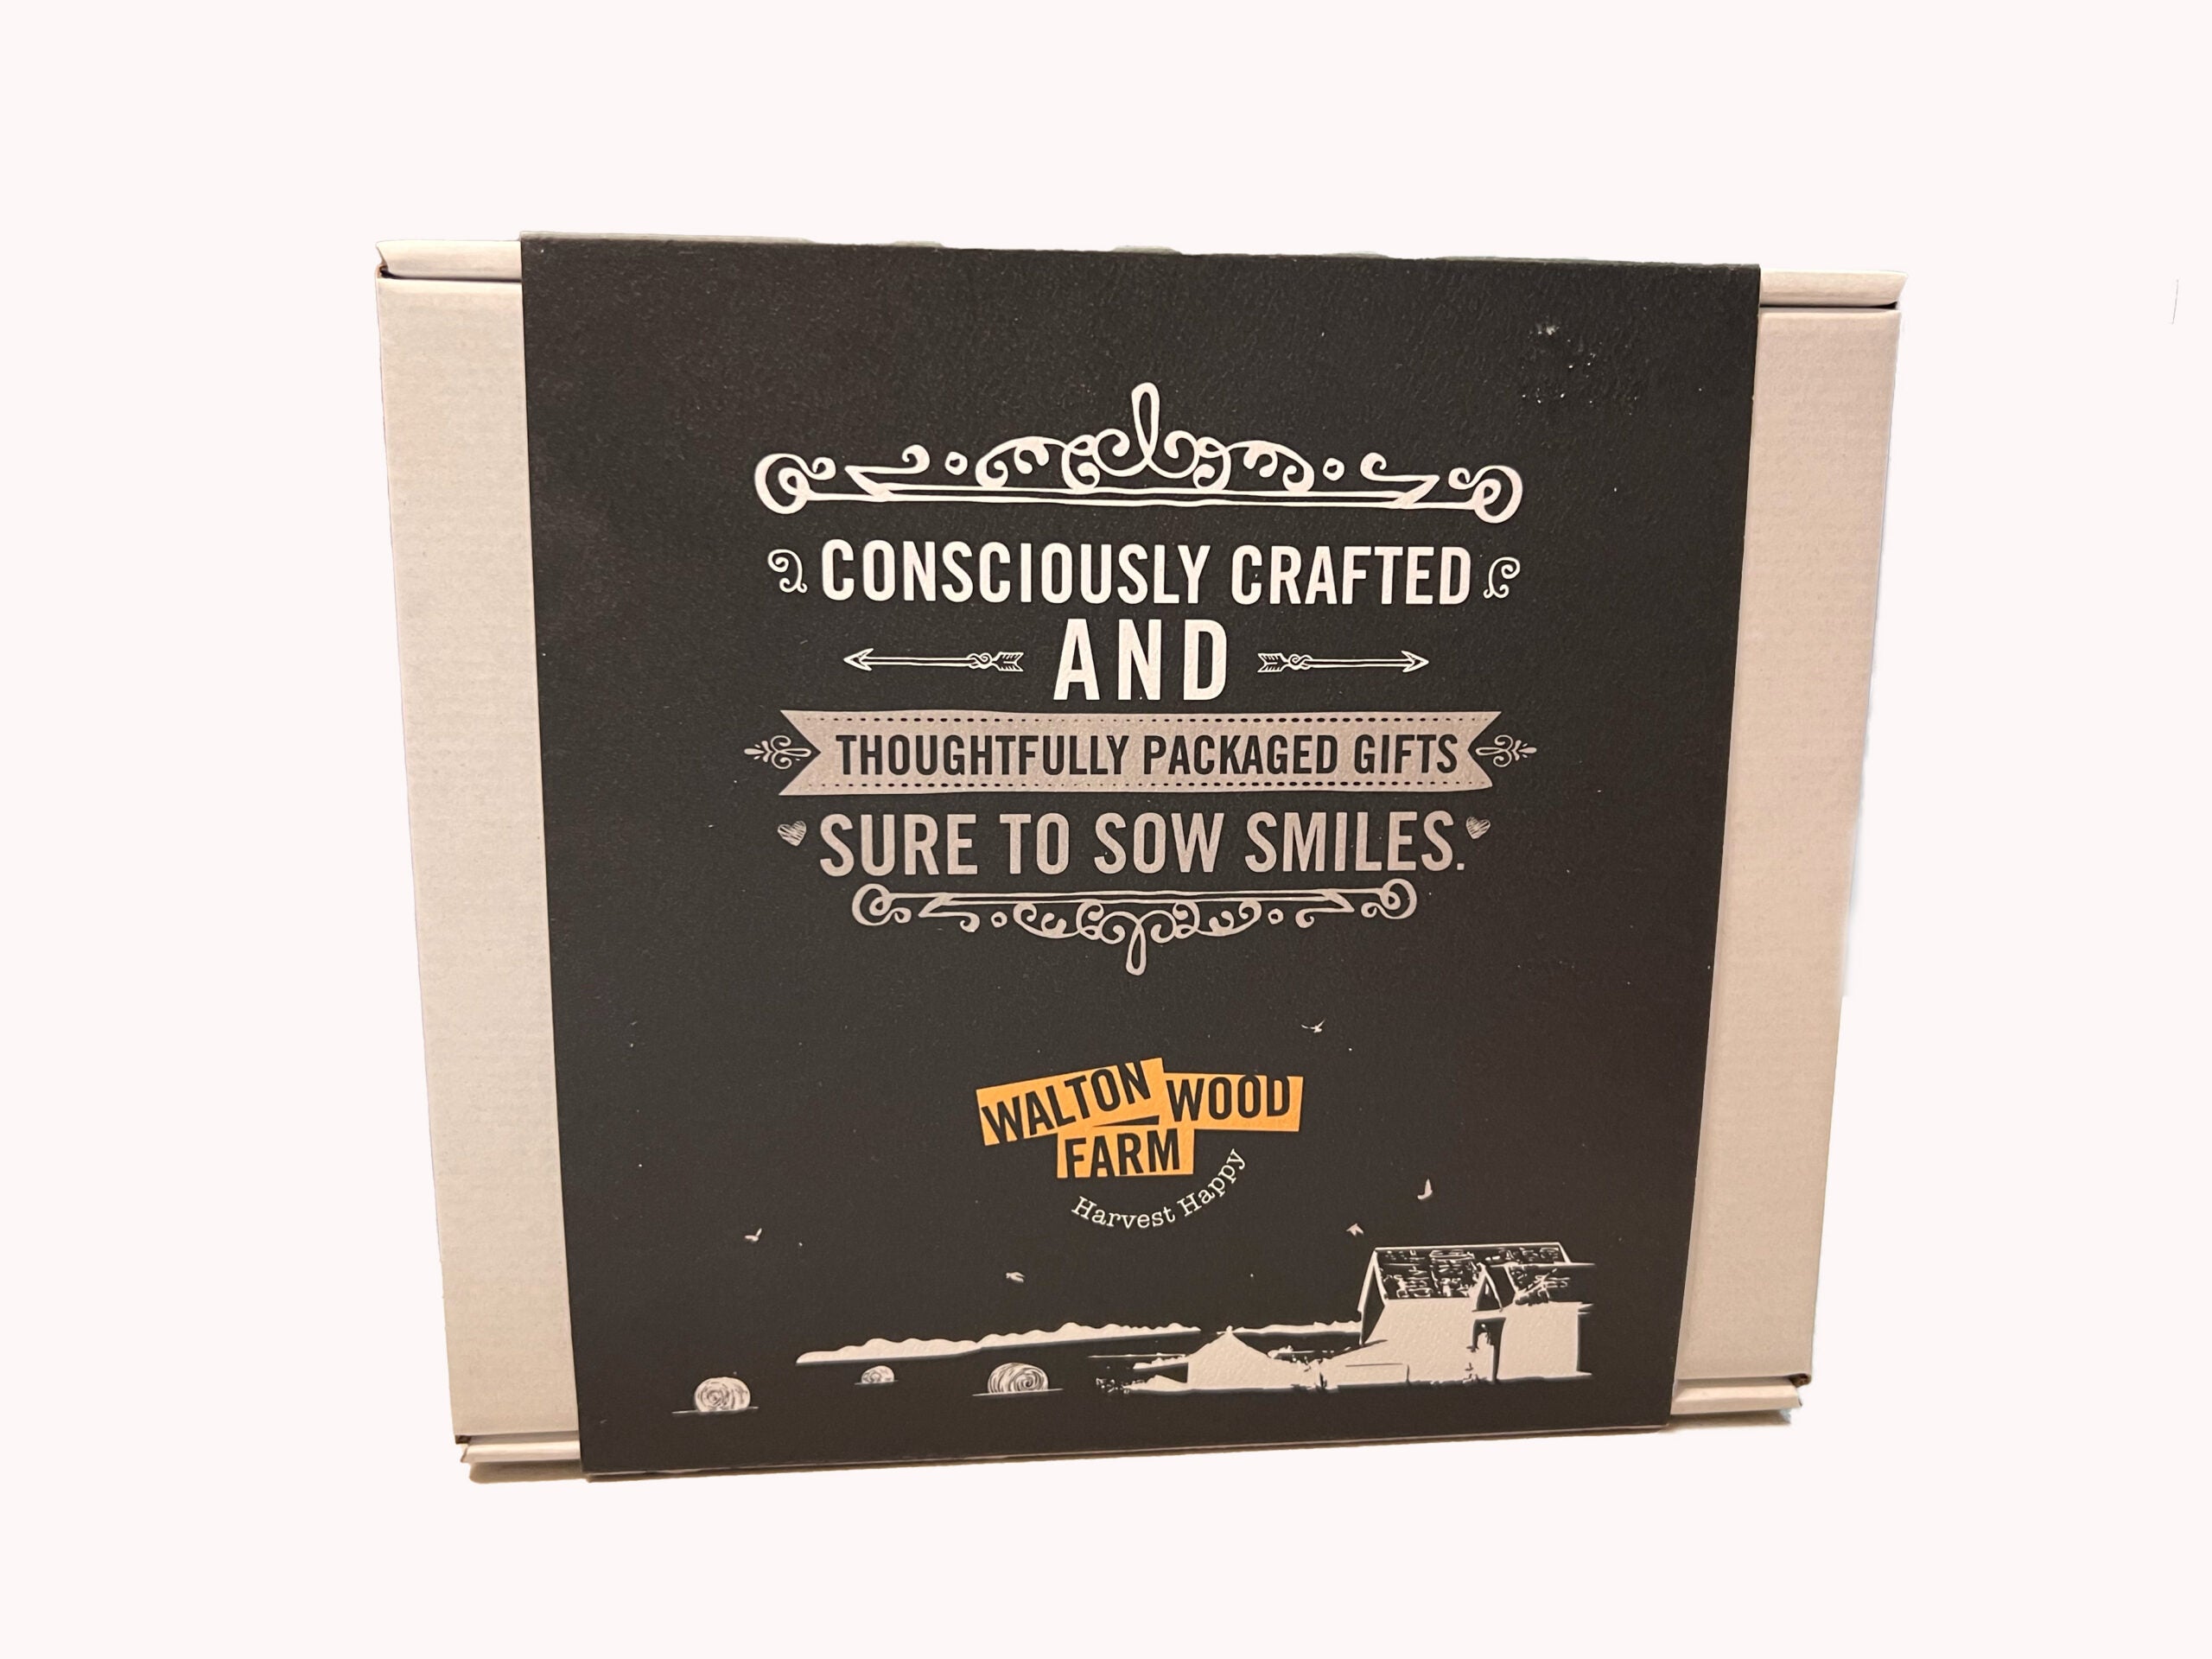 CONSCIOUSLY CRAFTED
AND
THOUGHTFULLY PACKAGED GIFTS
SURE TO SOW SMILES.
WALTON WOOD
FARM
Harvest Happy